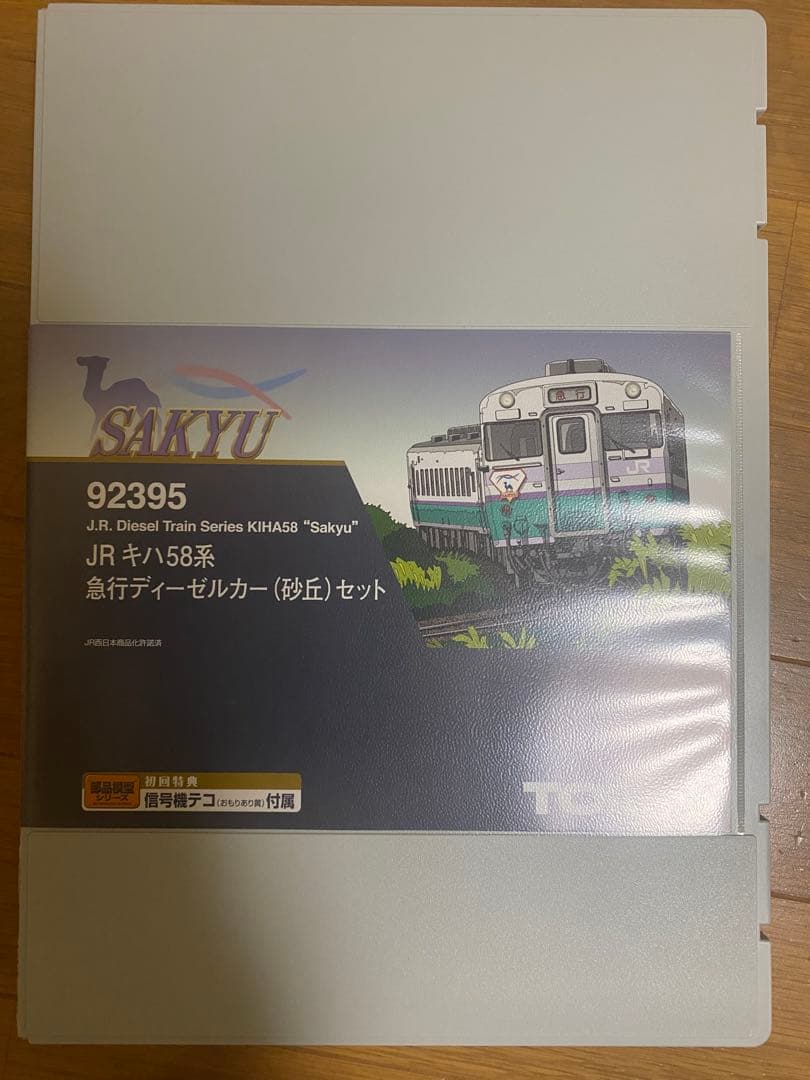 SAKYU
急行
JR
92395
J.R. Diesel Train Series KIHA58 “Sakyu”
JR キハ58系
急行ディーゼルカー（砂丘）セット
JR西日本商品化許諾済
部品模型
シリーズ
初回特典
信号機テコ（おもりあり黄）付属